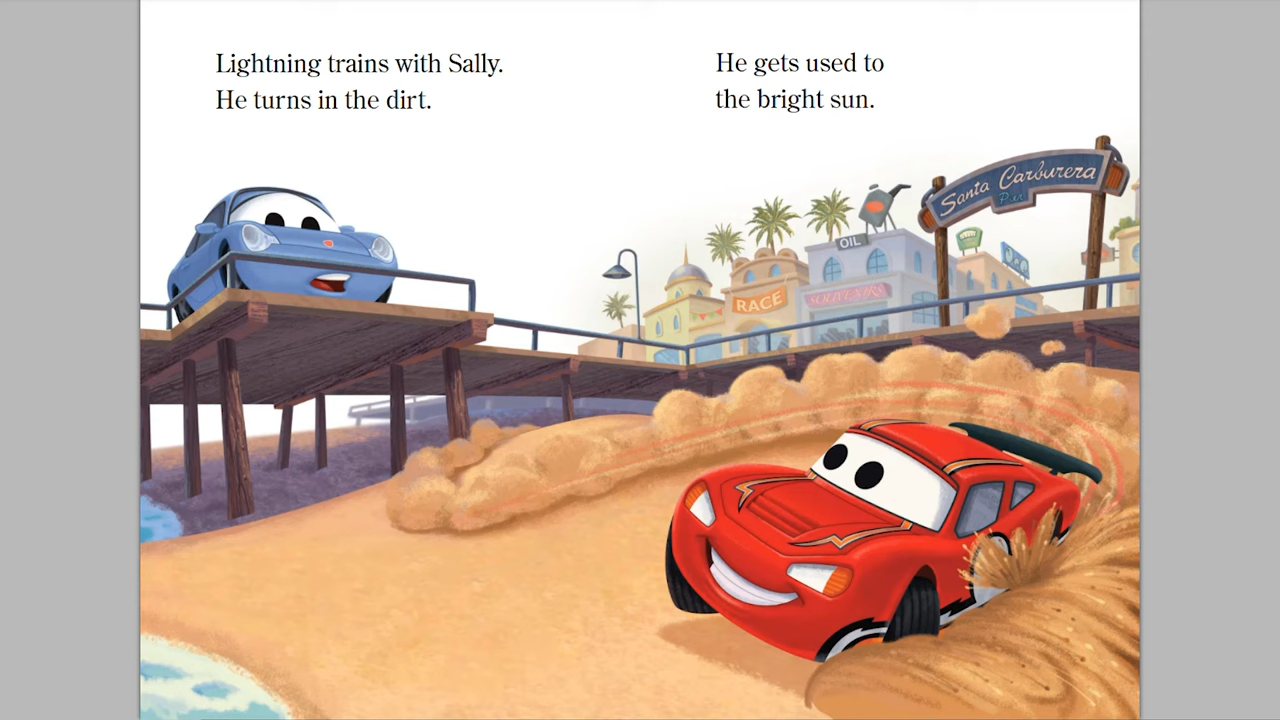 Lightning trains with Sally.
He turns in the dirt.
He gets used to
the bright sun.
Santa Carburera
Pier
OIL
RACE
SOUVENIRS